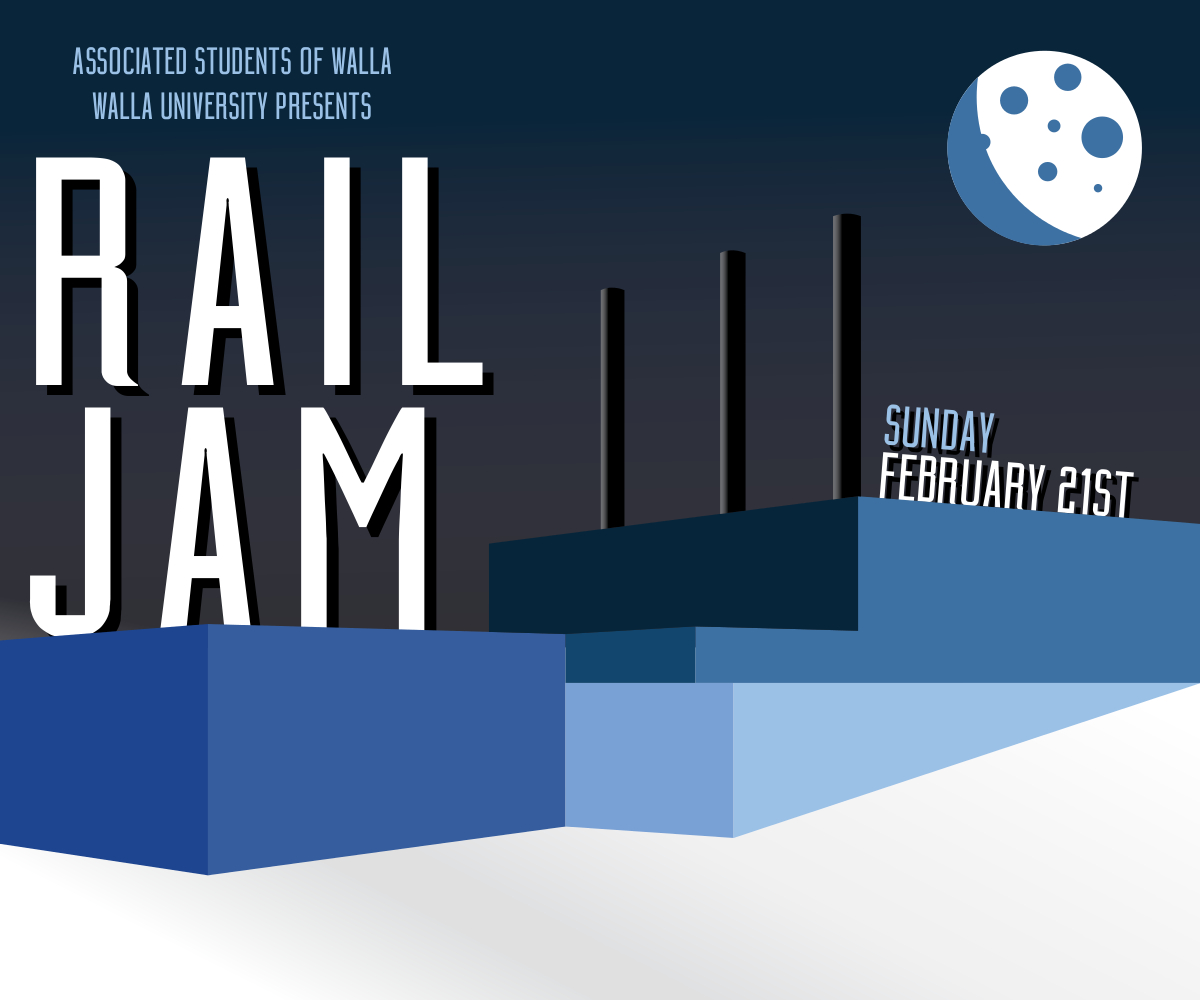 ASSOCIATED STUDENTS OF WALLA
WALLA UNIVERSITY PRESENTS
RAIL
JAM
SUNDAY
FEBRUARY 21ST